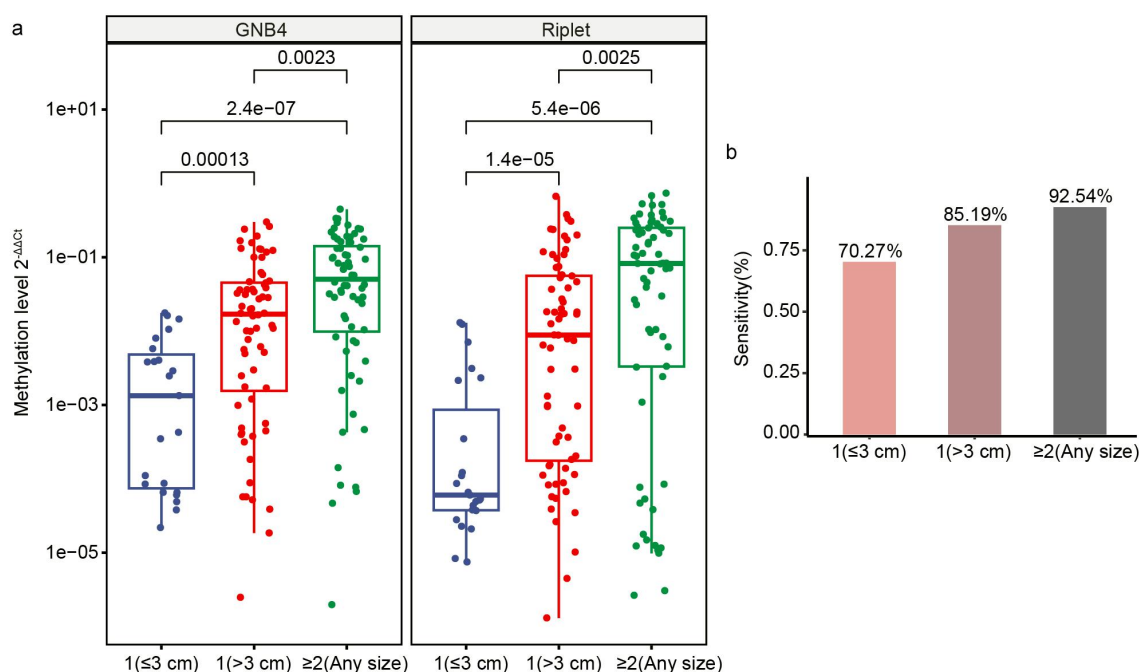 a
GNB4
Riplet
0.0023
0.0025
1e+01
2.4e−07
5.4e−06
0.00013
1.4e−05
1e−01
1e−03
1e−05
Methylation level 2-ΔΔCt
1(≤3 cm) 1(>3 cm) ≥2(Any size)
1(≤3 cm) 1(>3 cm) ≥2(Any size)
b
92.54%
85.19%
70.27%
0.75
0.50
0.25
0.00
Sensitivity(%)
1(≤3 cm) 1(>3 cm) ≥2(Any size)